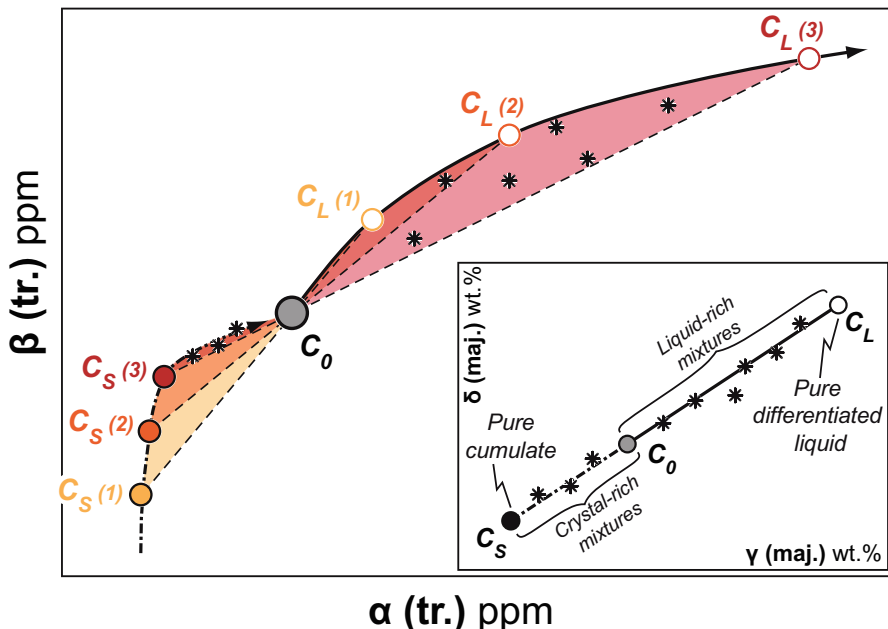 C_L (3)
C_L (2)
C_L (1)
C_0
C_S (3)
C_S (2)
C_S (1)
β (tr.) ppm
α (tr.) ppm
δ (maj.) wt.%
γ (maj.) wt.%
Liquid-rich
mixtures
C_L
Pure
differentiated
liquid
Pure
cumulate
C_0
C_S
Crystal-rich
mixtures